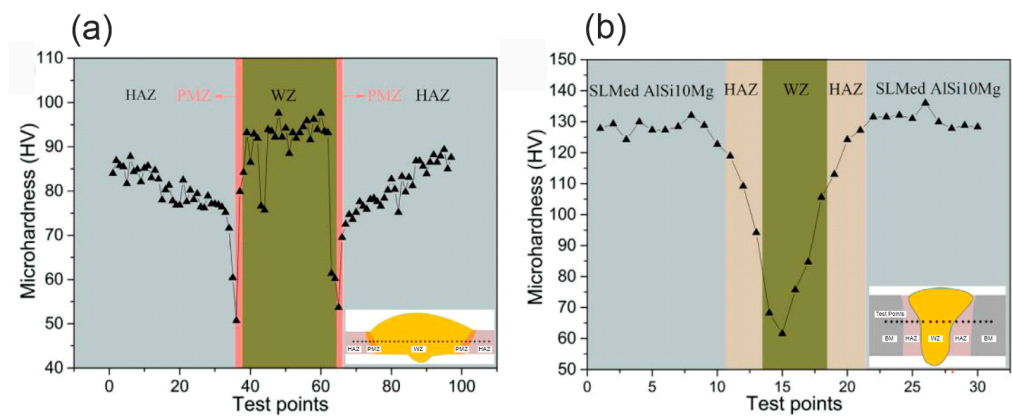 (a)
(b)
110
100
90
80
70
60
50
40
Microhardness (HV)
HAZ PMZ WZ PMZ HAZ
HAZ PMZ WZ PMZ HAZ
0 20 40 60 80 100
Test points
150
140
130
120
110
100
90
80
70
60
50
Microhardness (HV)
SLMed AlSi10Mg HAZ WZ HAZ SLMed AlSi10Mg
Test Points
BM HAZ WZ HAZ BM
0 5 10 15 20 25 30
Test points